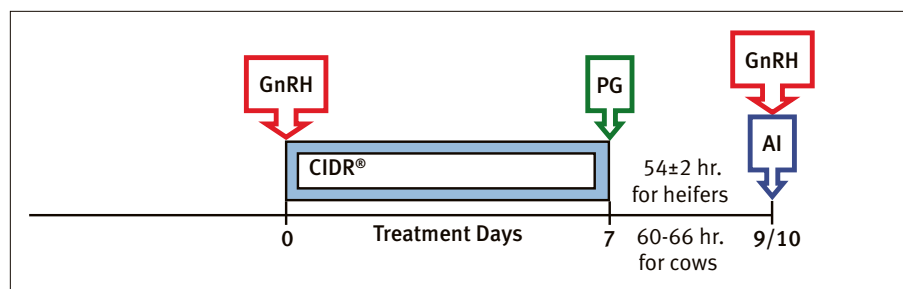 GnRH
PG
GnRH
AI
CIDR®
54±2 hr.
for heifers
0
Treatment Days
7
60-66 hr.
for cows
9/10